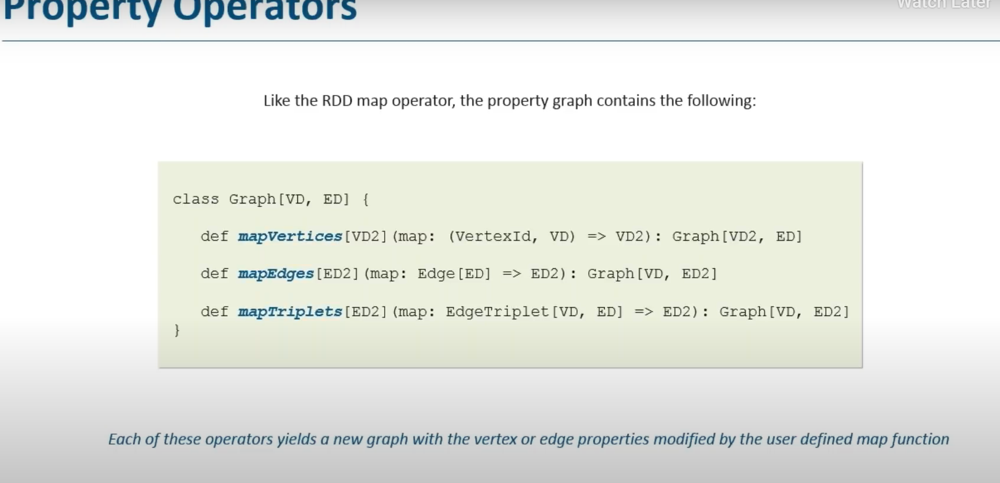 Property Operators
Watch Later
Like the RDD map operator, the property graph contains the following:
class Graph[VD, ED] {
def mapVertices[VD2](map: (VertexId, VD) => VD2): Graph[VD2, ED]
def mapEdges[ED2](map: Edge[ED] => ED2): Graph[VD, ED2]
def mapTriplets[ED2](map: EdgeTriplet[VD, ED] => ED2): Graph[VD, ED2]
}
Each of these operators yields a new graph with the vertex or edge properties modified by the user defined map function